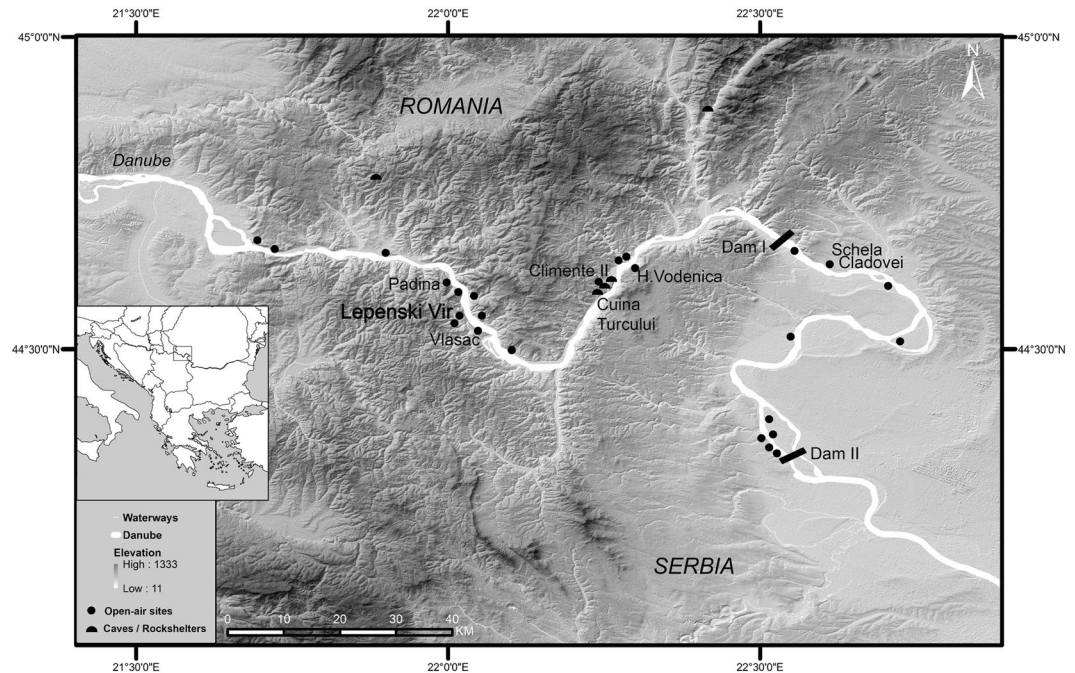 21°30'0"E 22°0'0"E 22°30'0"E
45°0'0"N 45°0'0"N
N
ROMANIA
Danube
Dam I
Schela
Cladovei
Climente II
H.Vodenica
Padina
Cuina
Turcului
Lepenski Vir
Vlasac
44°30'0"N 44°30'0"N
Dam II
Waterways
Danube
Elevation
High : 1333
Low : 11
Open-air sites
Caves / Rockshelters
SERBIA
0 10 20 30 40
KM
21°30'0"E 22°0'0"E 22°30'0"E